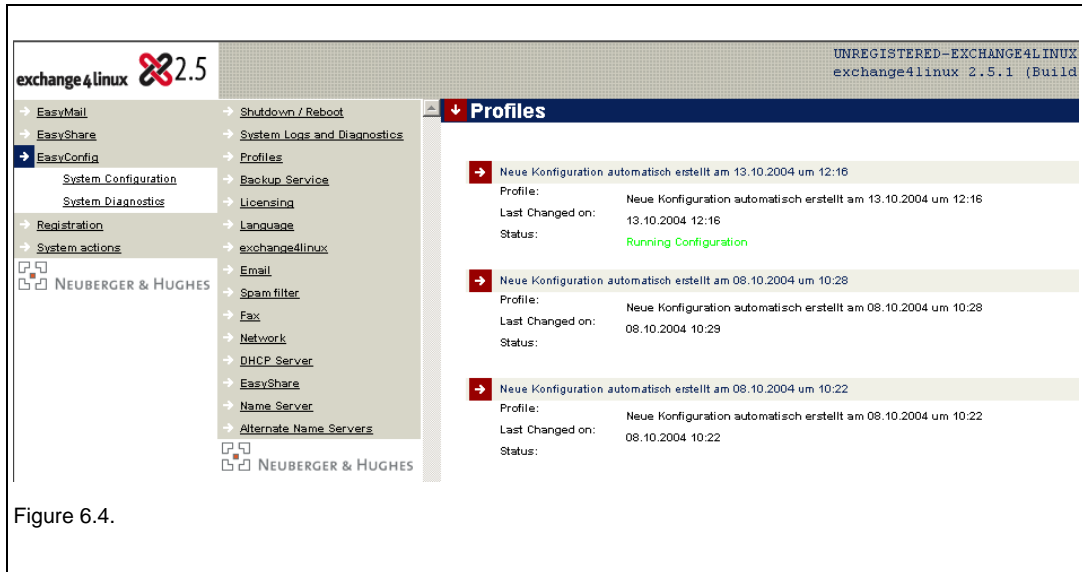 exchange4linux 2.5
UNREGISTERED-EXCHANGE4LINUX
exchange4linux 2.5.1 (Build
EasyMail
EasyShare
EasyConfig
System Configuration
System Diagnostics
Registration
System actions
NEUBERGER & HUGHES
Shutdown / Reboot
System Logs and Diagnostics
Profiles
Backup Service
Licensing
Language
exchange4linux
Email
Spam filter
Fax
Network
DHCP Server
EasyShare
Name Server
Alternate Name Servers
NEUBERGER & HUGHES
Profiles
Neue Konfiguration automatisch erstellt am 13.10.2004 um 12:16
Profile: Neue Konfiguration automatisch erstellt am 13.10.2004 um 12:16
Last Changed on: 13.10.2004 12:16
Status: Running Configuration
Neue Konfiguration automatisch erstellt am 08.10.2004 um 10:28
Profile: Neue Konfiguration automatisch erstellt am 08.10.2004 um 10:28
Last Changed on: 08.10.2004 10:29
Status:
Neue Konfiguration automatisch erstellt am 08.10.2004 um 10:22
Profile: Neue Konfiguration automatisch erstellt am 08.10.2004 um 10:22
Last Changed on: 08.10.2004 10:22
Status:
Figure 6.4.